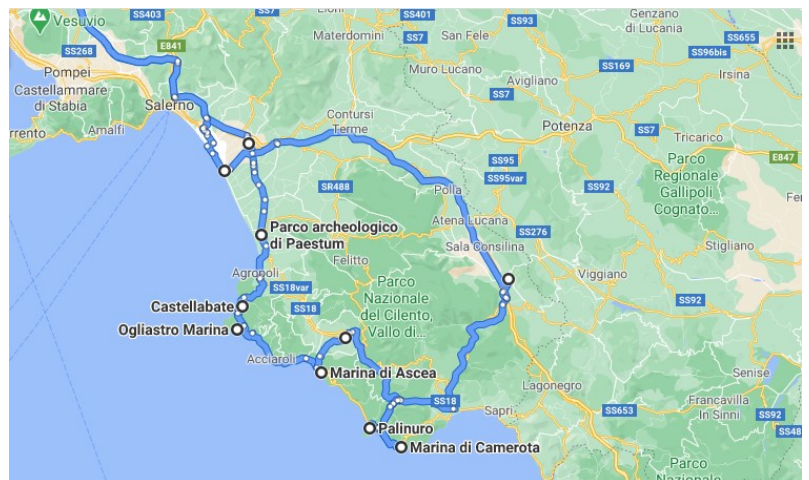 SS403
SS7
Lioni
SS401
SS93
Genzano
di Lucania
Vesuvio
E841
Materdomini
San Fele
SS7
SS655
SS96bis
SS268
Muro Lucano
Avigliano
SS169
Irsina
Pompei
Castellammare
di Stabia
SS7
Salerno
Contursi
Terme
Potenza
SS7
Tricarico
orrento
Amalfi
E847
SS95
SS92
Parco
Regionale
Gallipoli
Cognato...
SR488
SS95var
Polla
Atena Lucana
SS276
Parco archeologico
di Paestum
Sala Consilina
Stigliano
Felitto
Agropoli
Viggiano
SS18var
Parco
Nazionale
del Cilento,
Vallo di...
SS92
Castellabate
SS18
Ogliastro Marina
Acciaroli
Marina di Ascea
Senise
Lagonegro
SS18
Sapri
SS653
Francavilla
In Sinni
SS92
Palinuro
SS48
Marina di Camerota
Parco
Nazionale